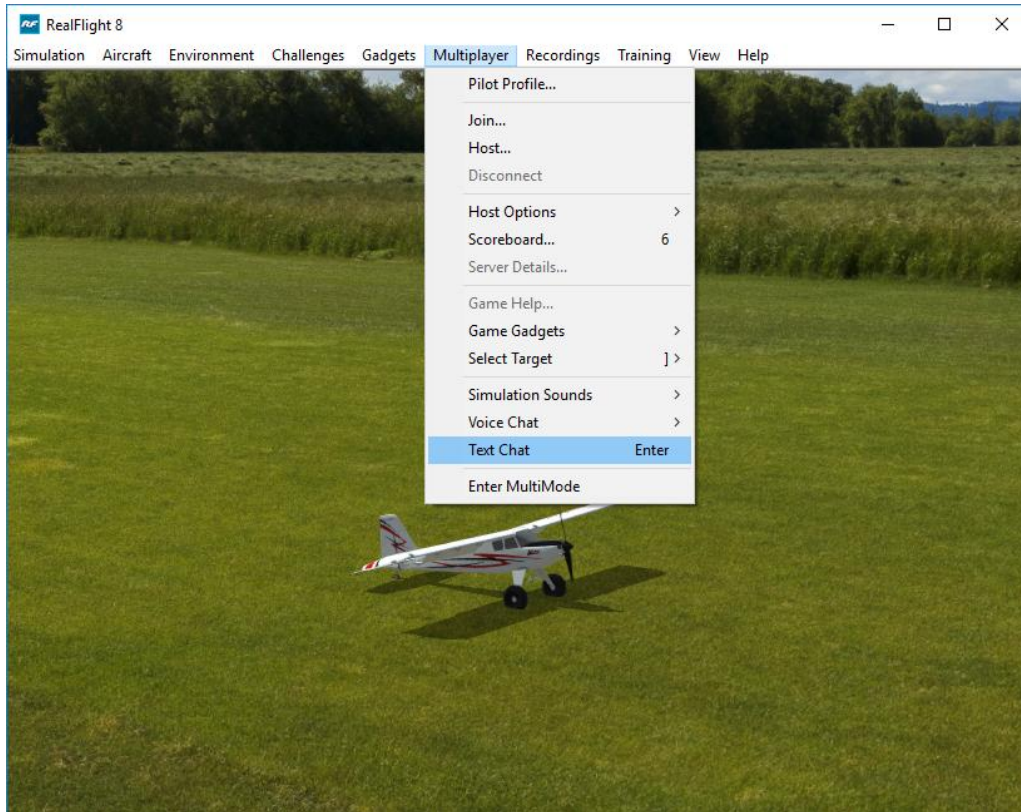 RF RealFlight 8
Simulation Aircraft Environment Challenges Gadgets Multiplayer Recordings Training View Help
Pilot Profile...
Join...
Host...
Disconnect
Host Options >
Scoreboard... 6
Server Details...
Game Help...
Game Gadgets >
Select Target ] >
Simulation Sounds >
Voice Chat >
Text Chat Enter
Enter MultiMode